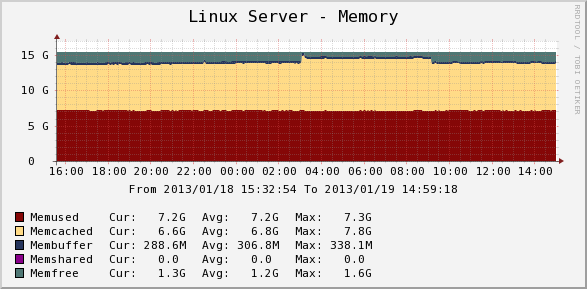 Linux Server - Memory
RRDTOOL / TOBI OETIKER
15 G
10 G
5 G
0
16:00 18:00 20:00 22:00 00:00 02:00 04:00 06:00 08:00 10:00 12:00 14:00
From 2013/01/18 15:32:54 To 2013/01/19 14:59:18
Memused Cur: 7.2G Avg: 7.2G Max: 7.3G
Memcached Cur: 6.6G Avg: 6.8G Max: 7.8G
Membuffer Cur: 288.6M Avg: 306.8M Max: 338.1M
Memshared Cur: 0.0 Avg: 0.0 Max: 0.0
Memfree Cur: 1.3G Avg: 1.2G Max: 1.6G